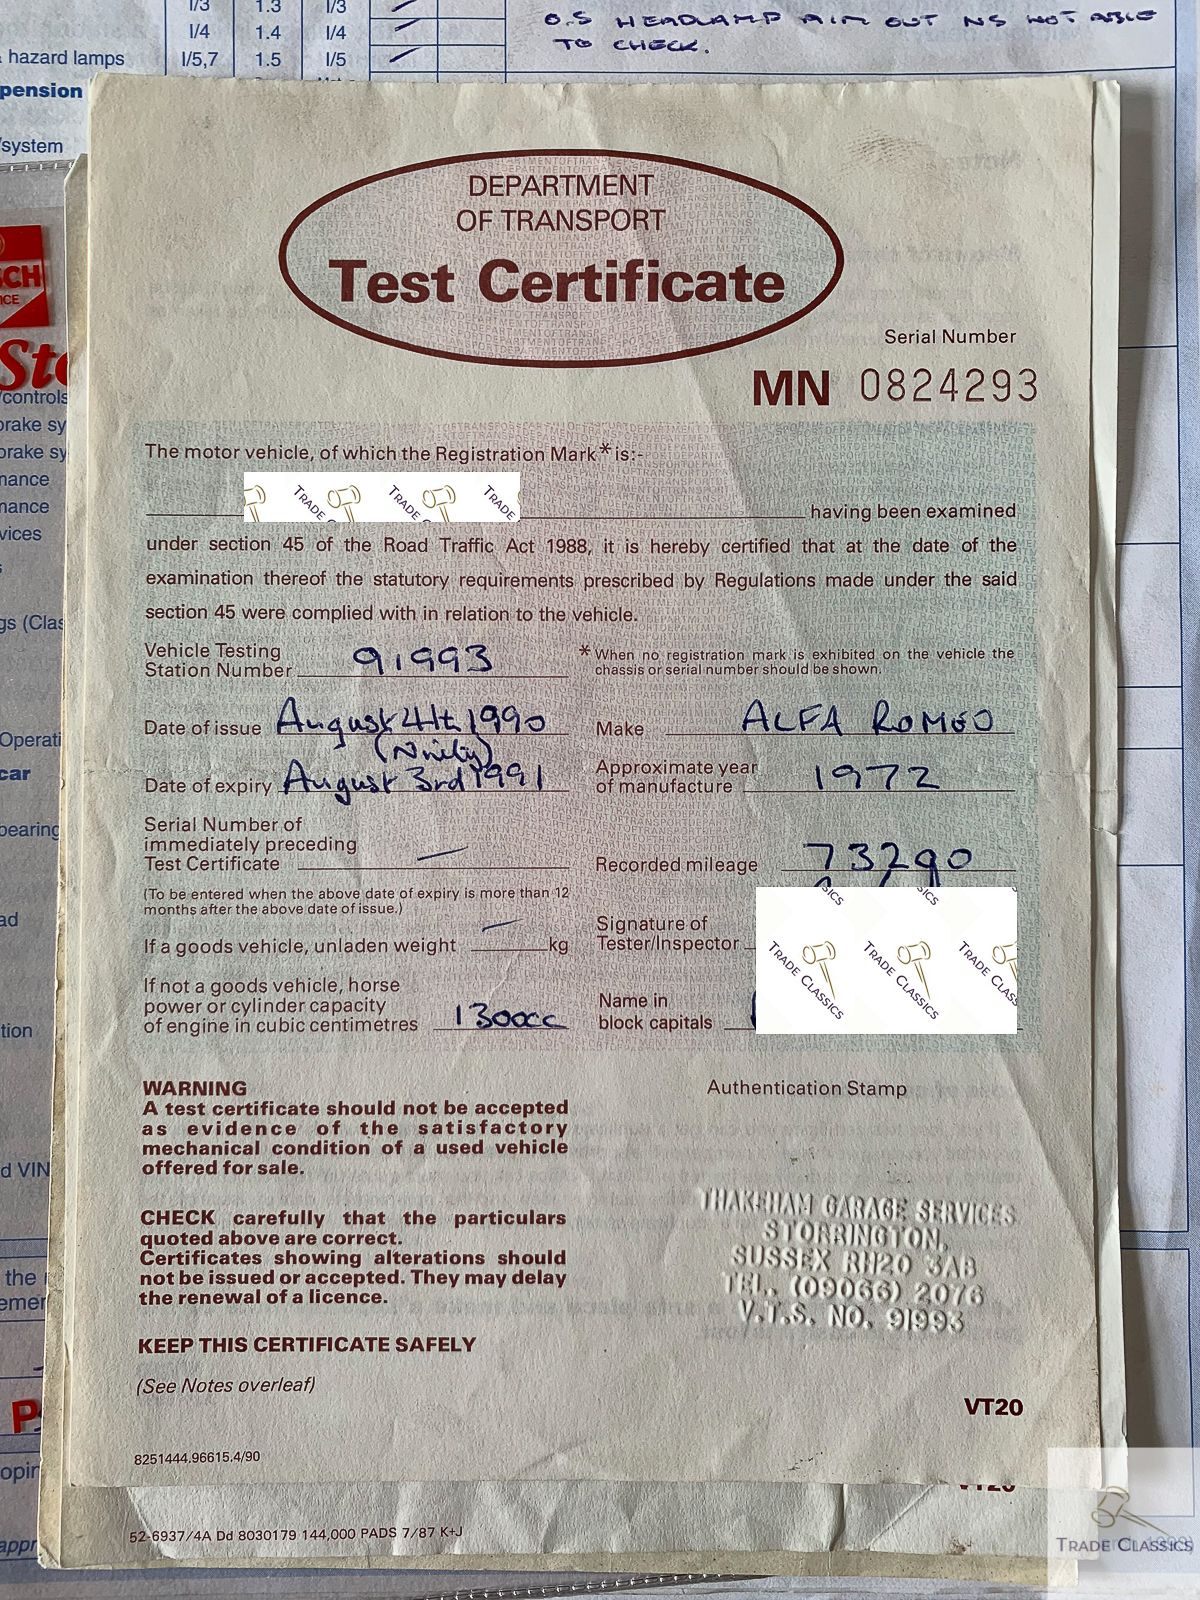 I/3 1.3 I/3
O.S HEADLAMP AIM OUT NS NOT ABLE
I/4 1.4 I/4
TO CHECK.
hazard lamps I/5,7 1.5 I/5
pension
/system
DEPARTMENT
OF TRANSPORT
Test Certificate
Serial Number
MN 0824293
The motor vehicle, of which the Registration Mark* is:-
TRADE TRADE TRADE
having been examined
under section 45 of the Road Traffic Act 1988, it is hereby certified that at the date of the
examination thereof the statutory requirements prescribed by Regulations made under the said
section 45 were complied with in relation to the vehicle.
Vehicle Testing
Station Number 91993
* When no registration mark is exhibited on the vehicle the
chassis or serial number should be shown.
Date of issue August 4th 1990
(Ninety)
Make ALFA ROMEO
Date of expiry August 3rd 1991
Approximate year
of manufacture 1972
Serial Number of
immediately preceding
Test Certificate —
Recorded mileage 73290
(To be entered when the above date of expiry is more than 12
months after the above date of issue.)
If a goods vehicle, unladen weight — kg
Signature of
Tester/Inspector
If not a goods vehicle, horse
power or cylinder capacity
of engine in cubic centimetres 1300cc
Name in
block capitals
TRADE CLASSICS TRADE CLASSICS TRADE CLASS
WARNING
A test certificate should not be accepted
as evidence of the satisfactory
mechanical condition of a used vehicle
offered for sale.
CHECK carefully that the particulars
quoted above are correct.
Certificates showing alterations should
not be issued or accepted. They may delay
the renewal of a licence.
KEEP THIS CERTIFICATE SAFELY
(See Notes overleaf)
Authentication Stamp
THAKEHAM GARAGE SERVICES
STORRINGTON,
SUSSEX RH20 3AB
TEL. (09066) 2076
V.T.S. NO. 91993
VT20
8251444.96615.4/90
VT20
52-6937/4A Dd 8030179 144,000 PADS 7/87 K+J
TRADE CLASSICS